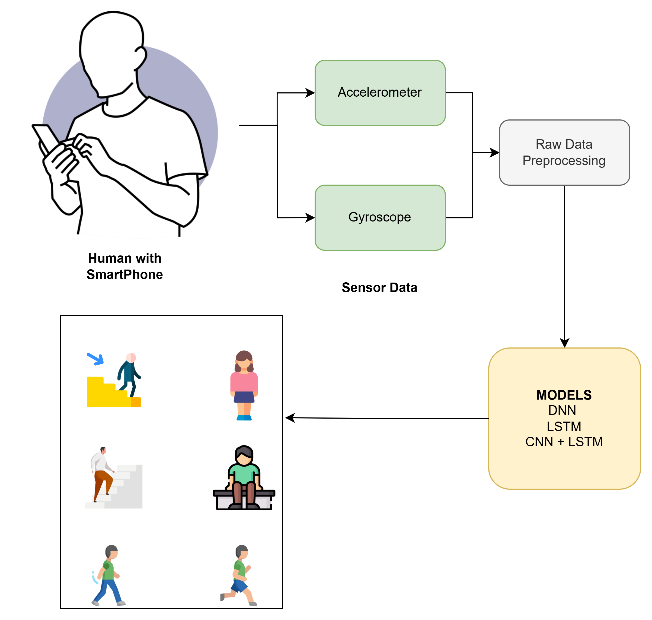 Accelerometer
Raw Data
Preprocessing
Gyroscope
Human with
SmartPhone
Sensor Data
MODELS
DNN
LSTM
CNN + LSTM